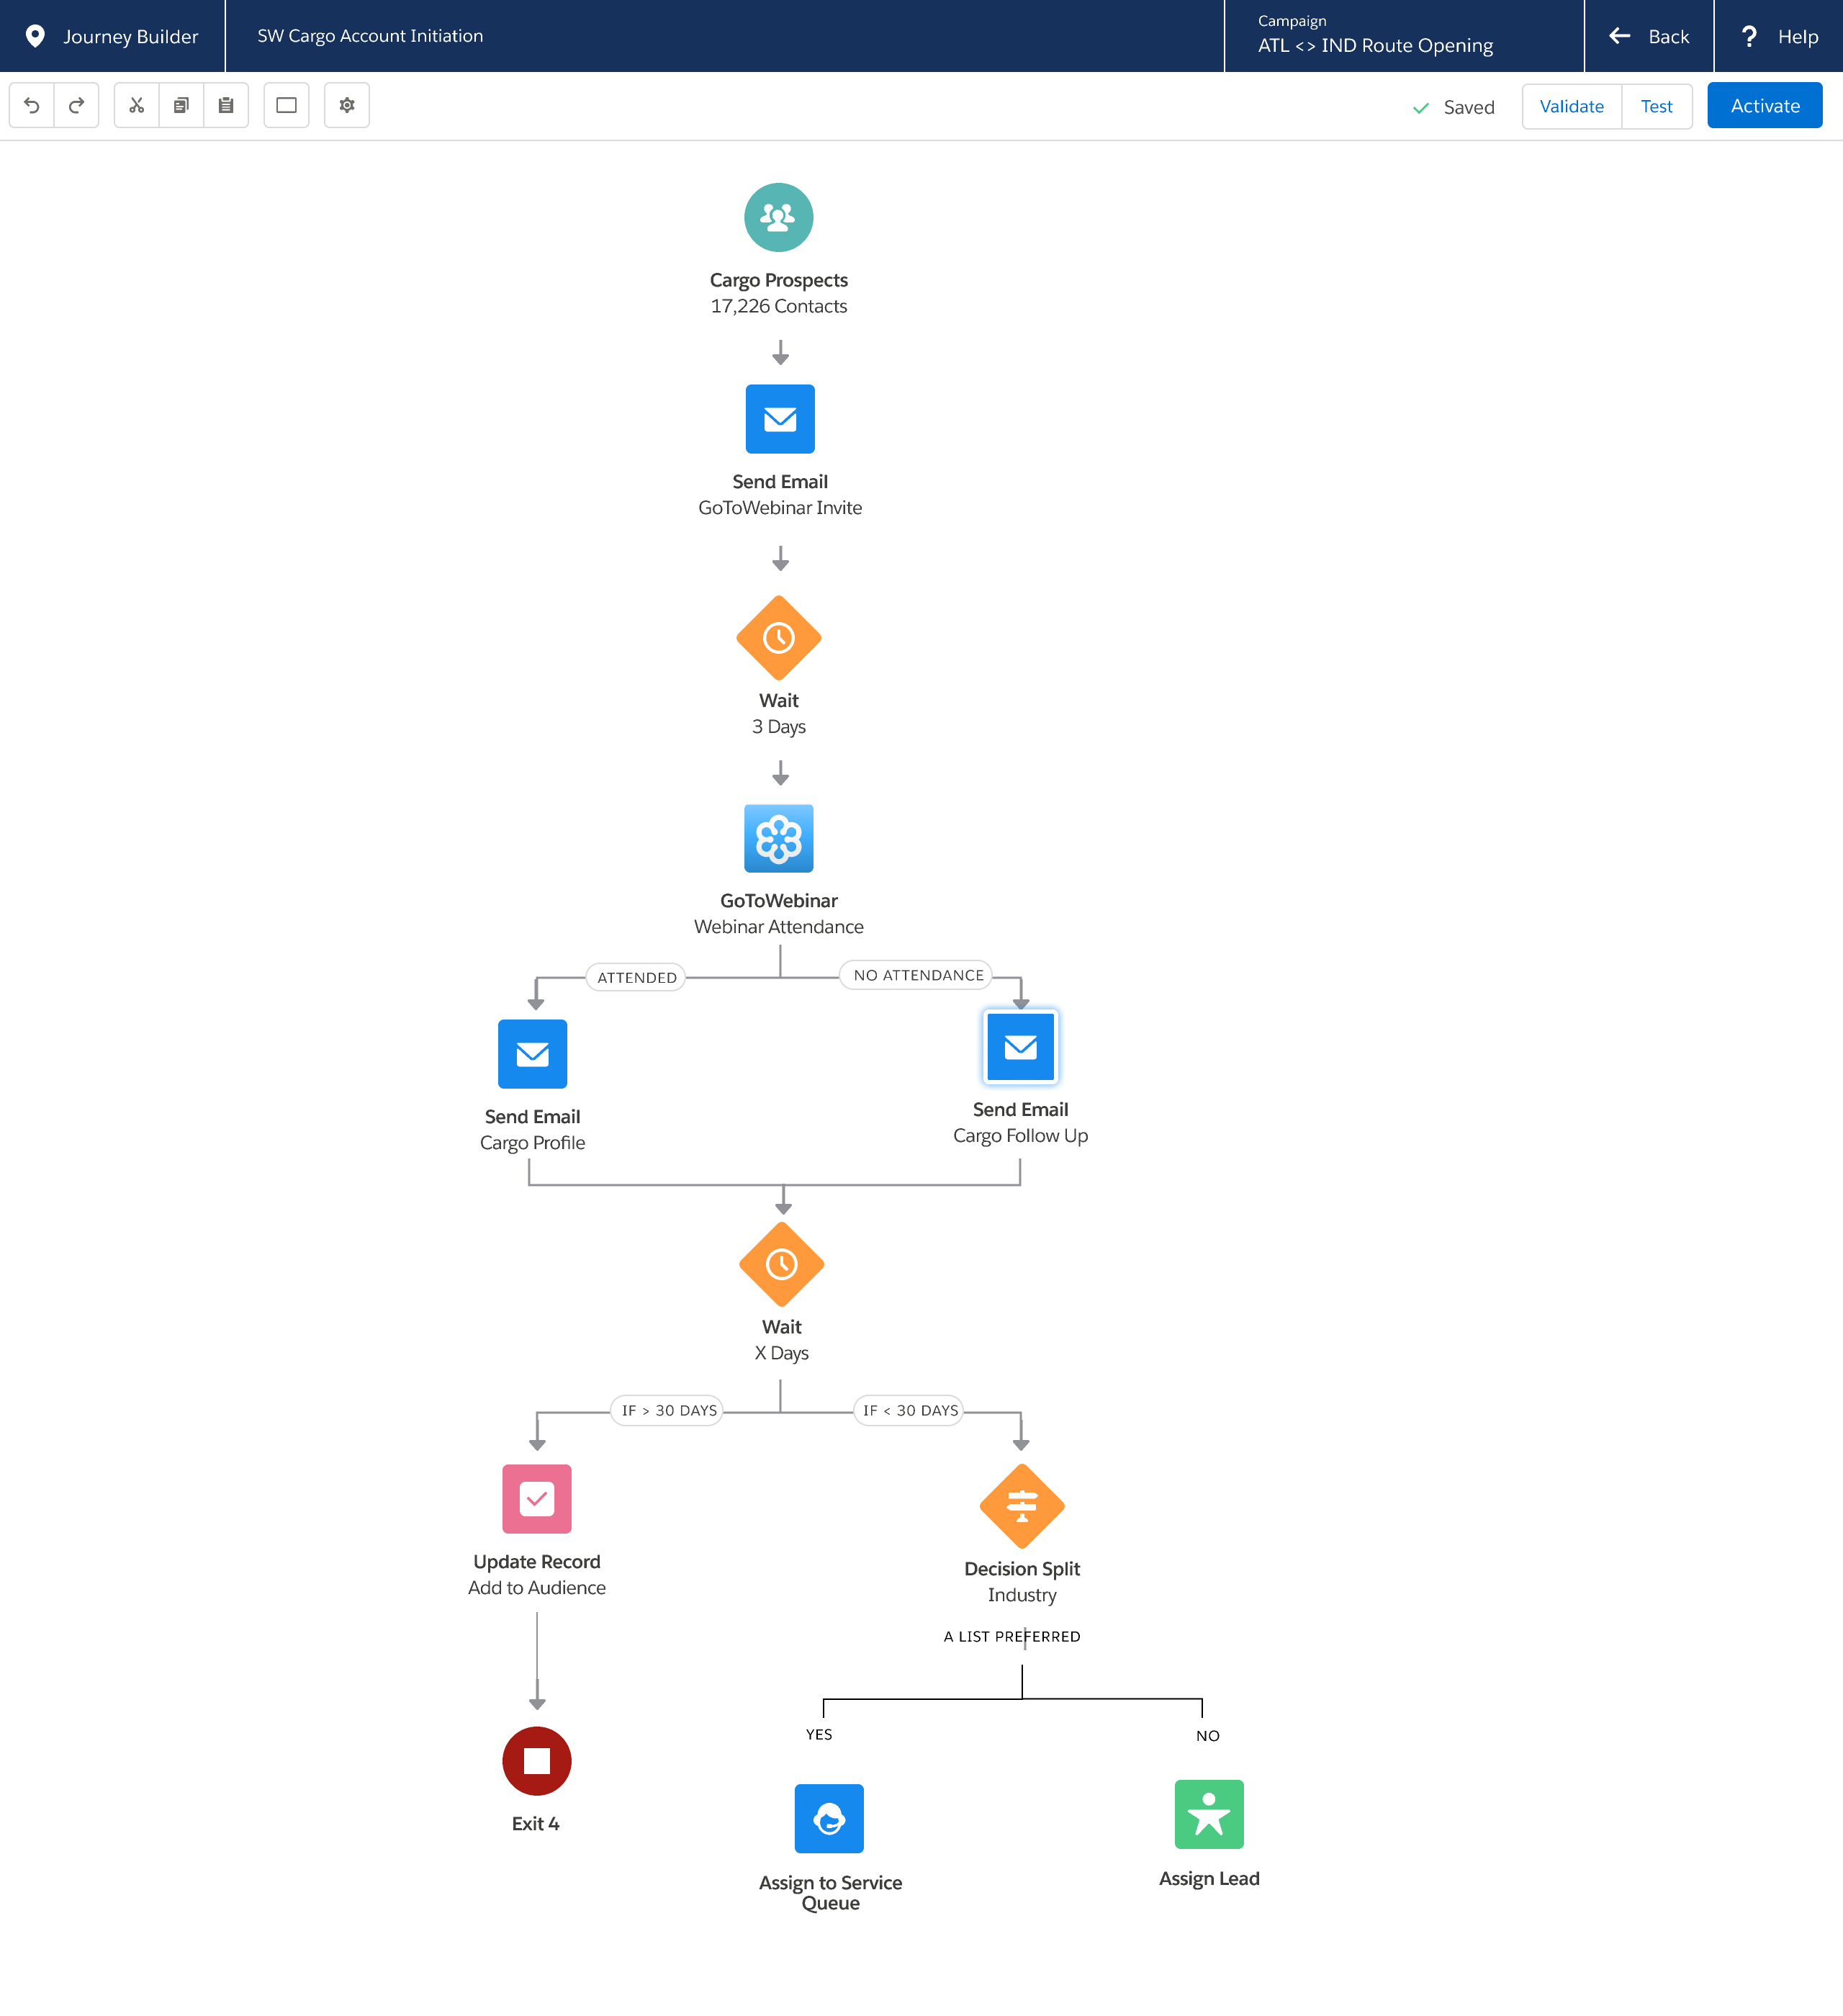 Journey Builder
SW Cargo Account Initiation
Campaign
ATL <> IND Route Opening
Back
? Help
Saved
Validate
Test
Activate
Cargo Prospects
17,226 Contacts
Send Email
GoToWebinar Invite
Wait
3 Days
GoToWebinar
Webinar Attendance
ATTENDED
NO ATTENDANCE
Send Email
Cargo Profile
Send Email
Cargo Follow Up
Wait
X Days
IF > 30 DAYS
IF < 30 DAYS
Update Record
Add to Audience
Decision Split
Industry
A LIST PREFERRED
YES
NO
Exit 4
Assign to Service
Queue
Assign Lead